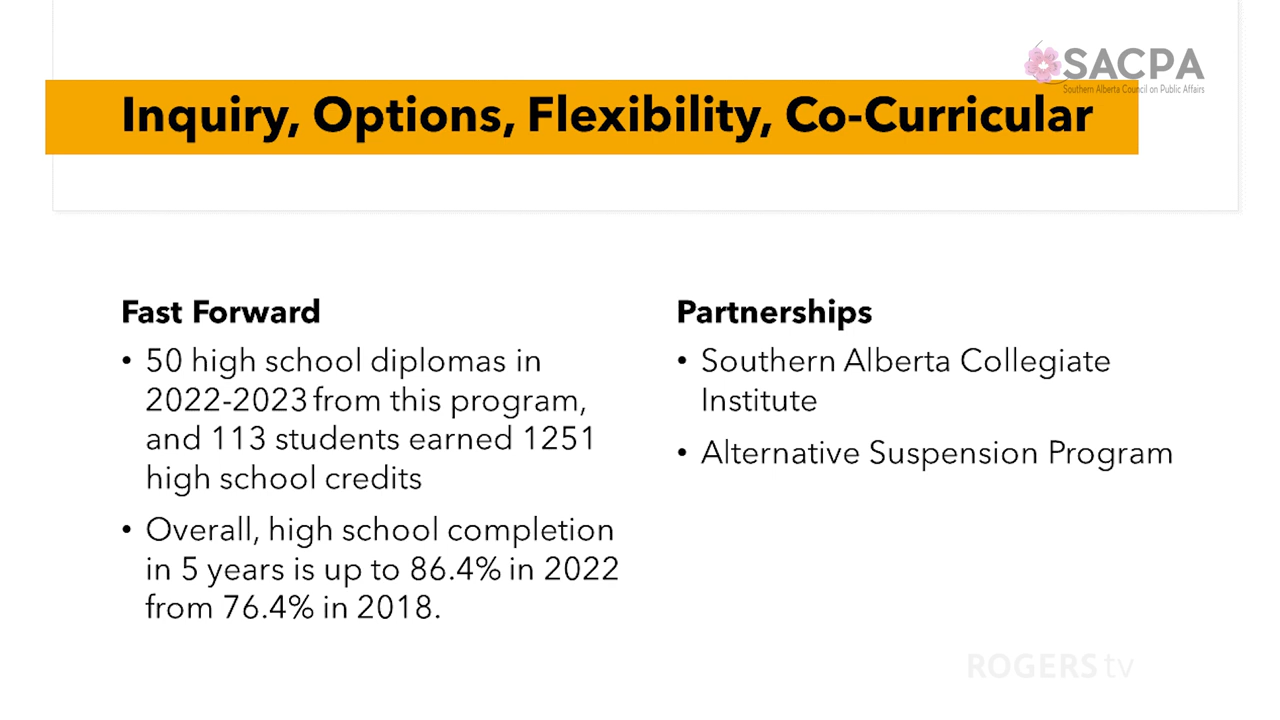 SACPA
Southern Alberta Council on Public Affairs
Inquiry, Options, Flexibility, Co-Curricular
Fast Forward
• 50 high school diplomas in
2022-2023 from this program,
and 113 students earned 1251
high school credits
• Overall, high school completion
in 5 years is up to 86.4% in 2022
from 76.4% in 2018.
Partnerships
• Southern Alberta Collegiate
Institute
• Alternative Suspension Program
ROGERS tv